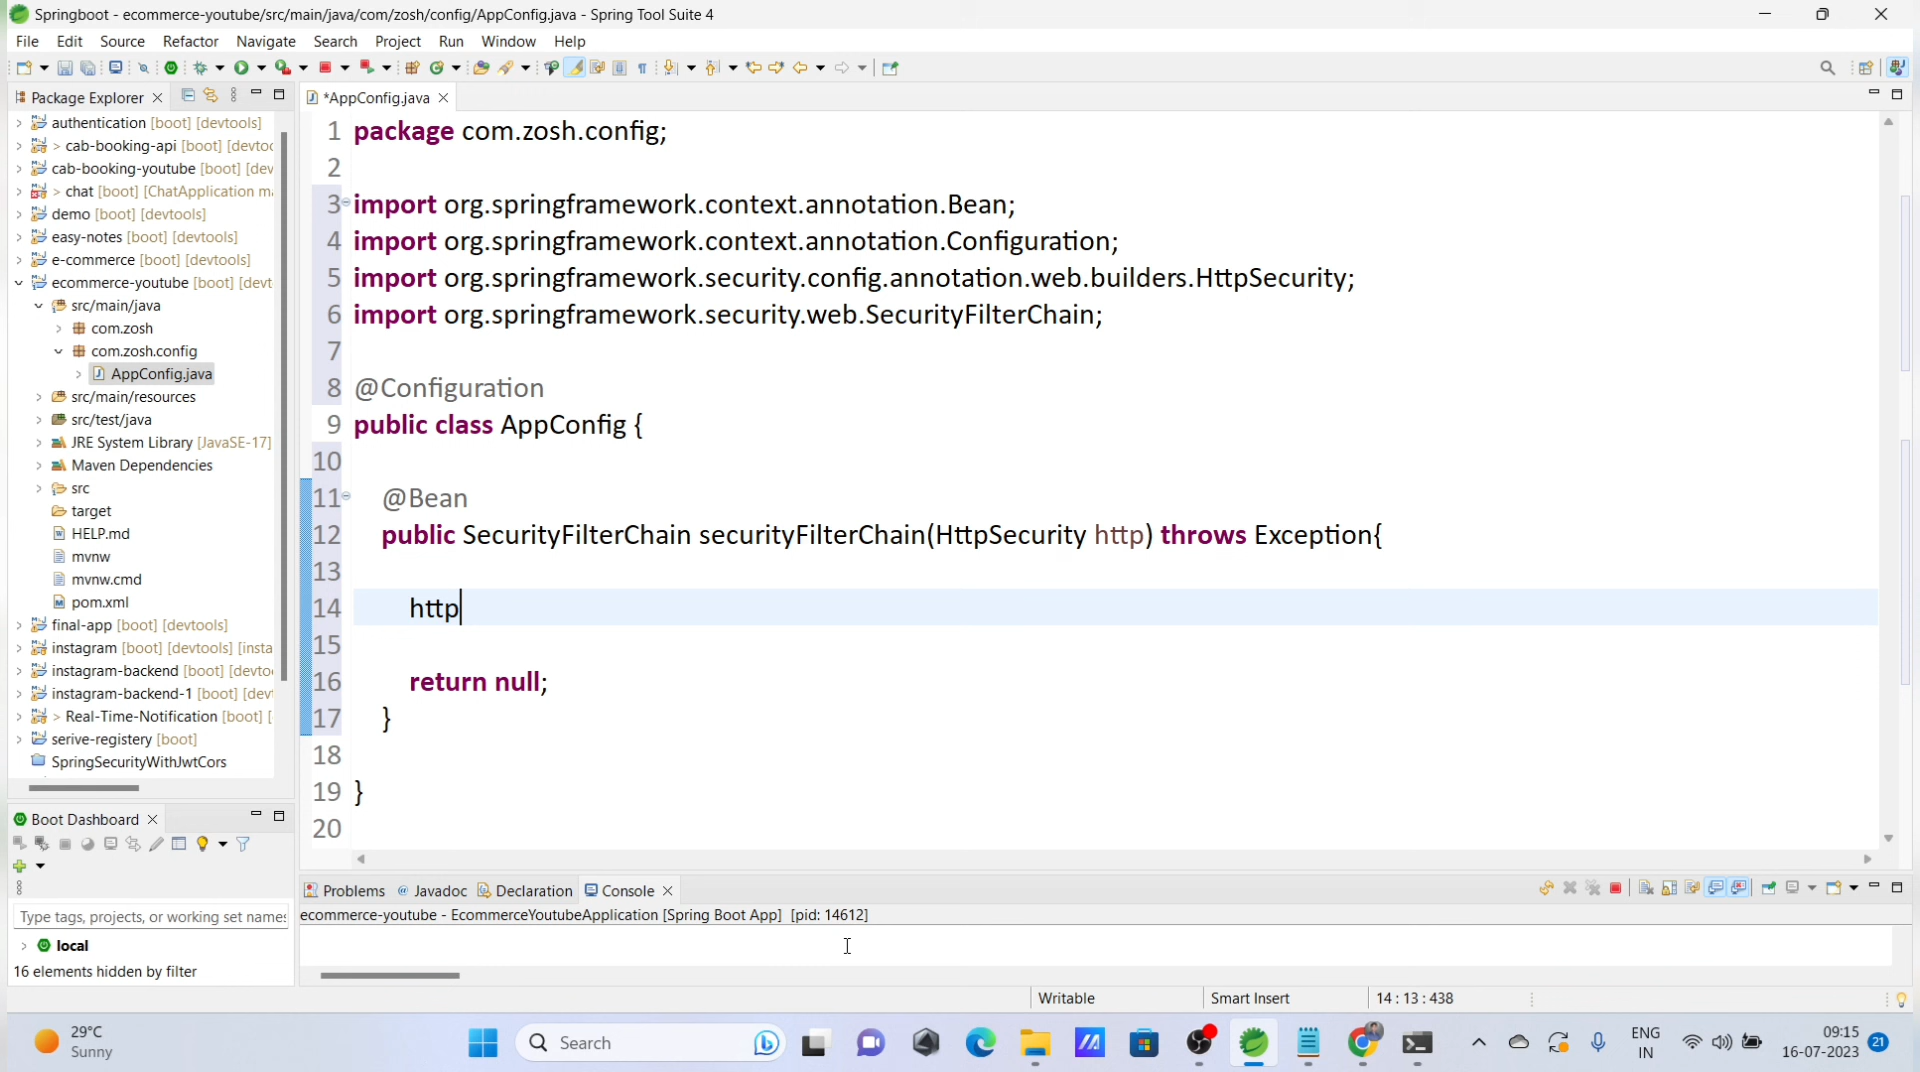 Springboot - ecommerce-youtube/src/main/java/com/zosh/config/AppConfig.java - Spring Tool Suite 4
File Edit Source Refactor Navigate Search Project Run Window Help
Package Explorer
*AppConfig.java
authentication [boot] [devtools]
> cab-booking-api [boot] [devtoo
cab-booking-youtube [boot] [dev
> chat [boot] [ChatApplication ma
demo [boot] [devtools]
easy-notes [boot] [devtools]
e-commerce [boot] [devtools]
ecommerce-youtube [boot] [devt
src/main/java
com.zosh
com.zosh.config
AppConfig.java
src/main/resources
src/test/java
JRE System Library [JavaSE-17]
Maven Dependencies
src
target
HELP.md
mvnw
mvnw.cmd
pom.xml
final-app [boot] [devtools]
instagram [boot] [devtools] [insta
instagram-backend [boot] [devto
instagram-backend-1 [boot] [dev
> Real-Time-Notification [boot] [
serive-registery [boot]
SpringSecurityWithJwtCors
1 package com.zosh.config;
2
3 import org.springframework.context.annotation.Bean;
4 import org.springframework.context.annotation.Configuration;
5 import org.springframework.security.config.annotation.web.builders.HttpSecurity;
6 import org.springframework.security.web.SecurityFilterChain;
7
8 @Configuration
9 public class AppConfig {
10
11 @Bean
12 public SecurityFilterChain securityFilterChain(HttpSecurity http) throws Exception{
13
14 http
15
16 return null;
17 }
18
19 }
20
Boot Dashboard
Type tags, projects, or working set names
local
16 elements hidden by filter
Problems @ Javadoc Declaration Console
ecommerce-youtube - EcommerceYoutubeApplication [Spring Boot App] [pid: 14612]
Writable Smart Insert 14 : 13 : 438
29°C
Sunny
Search
ENG
IN
09:15
16-07-2023
21